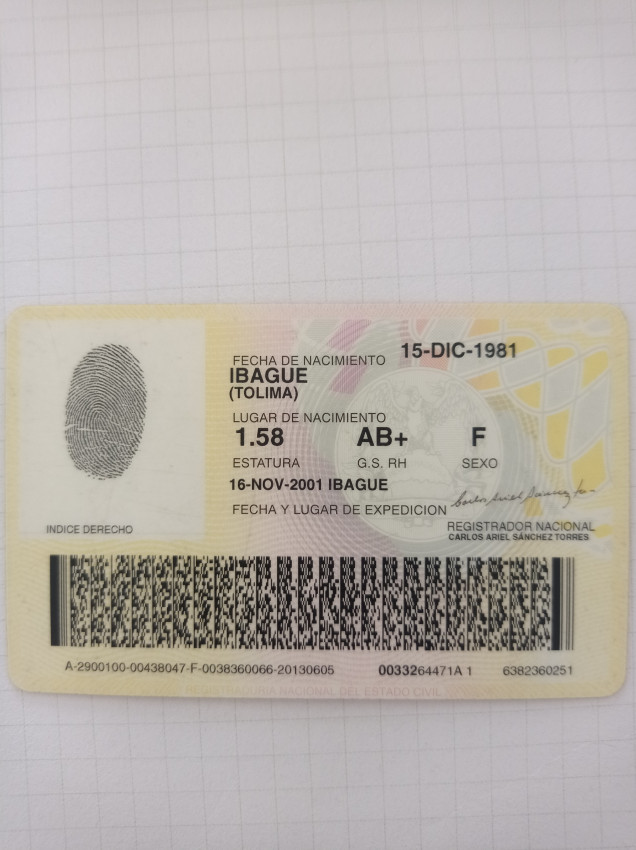 FECHA DE NACIMIENTO 15-DIC-1981
IBAGUE
(TOLIMA)
LUGAR DE NACIMIENTO
1.58 AB+ F
ESTATURA G.S. RH SEXO
16-NOV-2001 IBAGUE
FECHA Y LUGAR DE EXPEDICION
INDICE DERECHO
REGISTRADOR NACIONAL
CARLOS ARIEL SÁNCHEZ TORRES
A-2900100-00438047-F-0038360066-20130605 0033264471A 1 6382360251
REGISTRADURIA NACIONAL DEL ESTADO CIVIL